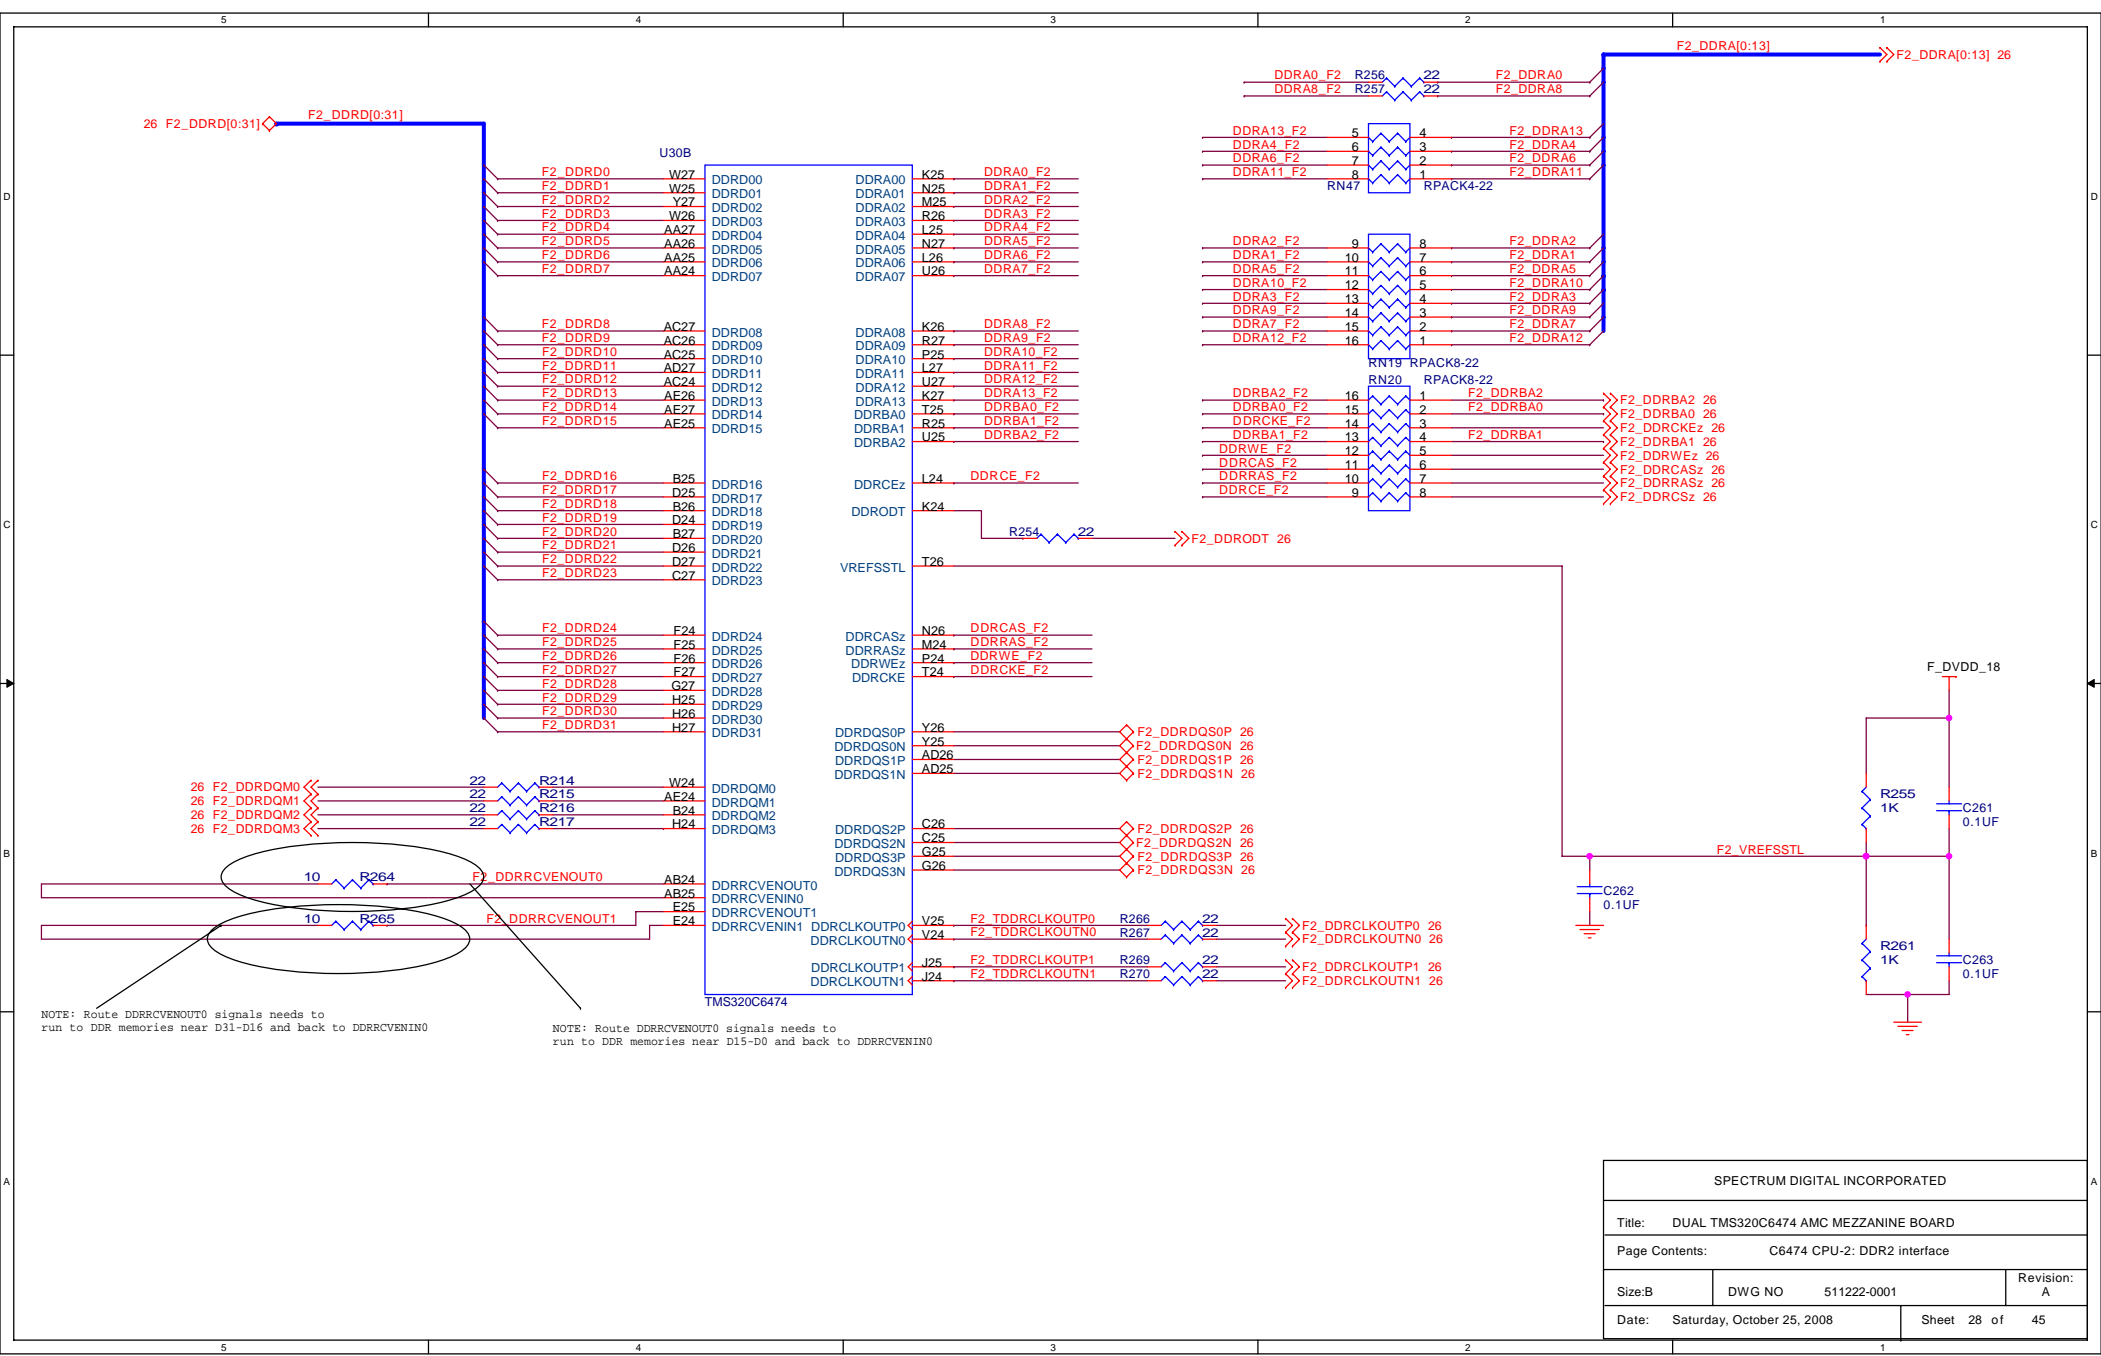 5 4 3 2 1
F2_DDRA[0:13]
F2_DDRA[0:13] 26
DDRA0_F2 R256 22 F2_DDRA0
DDRA8_F2 R257 22 F2_DDRA8
26 F2_DDRD[0:31] F2_DDRD[0:31]
DDRA13_F2 5 4 F2_DDRA13
DDRA4_F2 6 3 F2_DDRA4
DDRA6_F2 7 2 F2_DDRA6
DDRA11_F2 8 1 F2_DDRA11
RN47 RPACK4-22
U30B
F2_DDRD0 W27 DDRD00 DDRA00 K25 DDRA0_F2
F2_DDRD1 W25 DDRD01 DDRA01 N25 DDRA1_F2
F2_DDRD2 Y27 DDRD02 DDRA02 M25 DDRA2_F2
F2_DDRD3 W26 DDRD03 DDRA03 R26 DDRA3_F2
F2_DDRD4 AA27 DDRD04 DDRA04 L25 DDRA4_F2
F2_DDRD5 AA26 DDRD05 DDRA05 N27 DDRA5_F2
F2_DDRD6 AA25 DDRD06 DDRA06 L26 DDRA6_F2
F2_DDRD7 AA24 DDRD07 DDRA07 U26 DDRA7_F2
D D
DDRA2_F2 9 8 F2_DDRA2
DDRA1_F2 10 7 F2_DDRA1
DDRA5_F2 11 6 F2_DDRA5
DDRA10_F2 12 5 F2_DDRA10
DDRA3_F2 13 4 F2_DDRA3
DDRA9_F2 14 3 F2_DDRA9
DDRA7_F2 15 2 F2_DDRA7
DDRA12_F2 16 1 F2_DDRA12
RN19 RPACK8-22
F2_DDRD8 AC27 DDRD08 DDRA08 K26 DDRA8_F2
F2_DDRD9 AC26 DDRD09 DDRA09 R27 DDRA9_F2
F2_DDRD10 AC25 DDRD10 DDRA10 P25 DDRA10_F2
F2_DDRD11 AD27 DDRD11 DDRA11 L27 DDRA11_F2
F2_DDRD12 AC24 DDRD12 DDRA12 U27 DDRA12_F2
F2_DDRD13 AE26 DDRD13 DDRA13 K27 DDRA13_F2
F2_DDRD14 AE27 DDRD14 DDRBA0 T25 DDRBA0_F2
F2_DDRD15 AE25 DDRD15 DDRBA1 R25 DDRBA1_F2
DDRBA2 U25 DDRBA2_F2
RN20 RPACK8-22
DDRBA2_F2 16 1 F2_DDRBA2 F2_DDRBA2 26
DDRBA0_F2 15 2 F2_DDRBA0 F2_DDRBA0 26
DDRCKE_F2 14 3 F2_DDRCKEz 26
DDRBA1_F2 13 4 F2_DDRBA1 F2_DDRBA1 26
DDRWE_F2 12 5 F2_DDRWEz 26
DDRCAS_F2 11 6 F2_DDRCASz 26
DDRRAS_F2 10 7 F2_DDRRASz 26
DDRCE_F2 9 8 F2_DDRCSz 26
F2_DDRD16 B25 DDRD16 DDRCEz L24 DDRCE_F2
F2_DDRD17 D25 DDRD17
F2_DDRD18 B26 DDRD18 DDRODT K24
F2_DDRD19 D24 DDRD19
F2_DDRD20 B27 DDRD20
F2_DDRD21 D26 DDRD21
F2_DDRD22 D27 DDRD22 VREFSSTL T26
F2_DDRD23 C27 DDRD23
C C
R254 22 F2_DDRODT 26
F2_DDRD24 F24 DDRD24 DDRCASz N26 DDRCAS_F2
F2_DDRD25 F25 DDRD25 DDRRASz M24 DDRRAS_F2
F2_DDRD26 F26 DDRD26 DDRWEz P24 DDRWE_F2
F2_DDRD27 F27 DDRD27 DDRCKE T24 DDRCKE_F2
F2_DDRD28 G27 DDRD28
F2_DDRD29 H25 DDRD29
F2_DDRD30 H26 DDRD30
F2_DDRD31 H27 DDRD31
F_DVDD_18
DDRDQS0P Y26 F2_DDRDQS0P 26
DDRDQS0N Y25 F2_DDRDQS0N 26
DDRDQS1P AD26 F2_DDRDQS1P 26
DDRDQS1N AD25 F2_DDRDQS1N 26
26 F2_DDRDQM0 22 R214 W24 DDRDQM0
26 F2_DDRDQM1 22 R215 AE24 DDRDQM1
26 F2_DDRDQM2 22 R216 B24 DDRDQM2
26 F2_DDRDQM3 22 R217 H24 DDRDQM3
R255
1K
C261
0.1UF
DDRDQS2P C26 F2_DDRDQS2P 26
DDRDQS2N C25 F2_DDRDQS2N 26
DDRDQS3P G25 F2_DDRDQS3P 26
DDRDQS3N G26 F2_DDRDQS3N 26
B B
F2_VREFSSTL
10 R264 F2_DDRRCVENOUT0 AB24 DDRRCVENOUT0
AB25 DDRRCVENIN0
10 R265 F2_DDRRCVENOUT1 E25 DDRRCVENOUT1
E24 DDRRCVENIN1
C262
0.1UF
DDRCLKOUTP0 V25 F2_TDDRCLKOUTP0 R266 22 F2_DDRCLKOUTP0 26
DDRCLKOUTN0 V24 F2_TDDRCLKOUTN0 R267 22 F2_DDRCLKOUTN0 26
DDRCLKOUTP1 J25 F2_TDDRCLKOUTP1 R269 22 F2_DDRCLKOUTP1 26
DDRCLKOUTN1 J24 F2_TDDRCLKOUTN1 R270 22 F2_DDRCLKOUTN1 26
R261
1K
C263
0.1UF
TMS320C6474
NOTE: Route DDRRCVENOUT0 signals needs to
run to DDR memories near D31-D16 and back to DDRRCVENIN0
NOTE: Route DDRRCVENOUT0 signals needs to
run to DDR memories near D15-D0 and back to DDRRCVENIN0
A A
SPECTRUM DIGITAL INCORPORATED
Title: DUAL TMS320C6474 AMC MEZZANINE BOARD
Page Contents: C6474 CPU-2: DDR2 interface
Size:B DWG NO 511222-0001 Revision:
A
Date: Saturday, October 25, 2008 Sheet 28 of 45
5 4 3 2 1